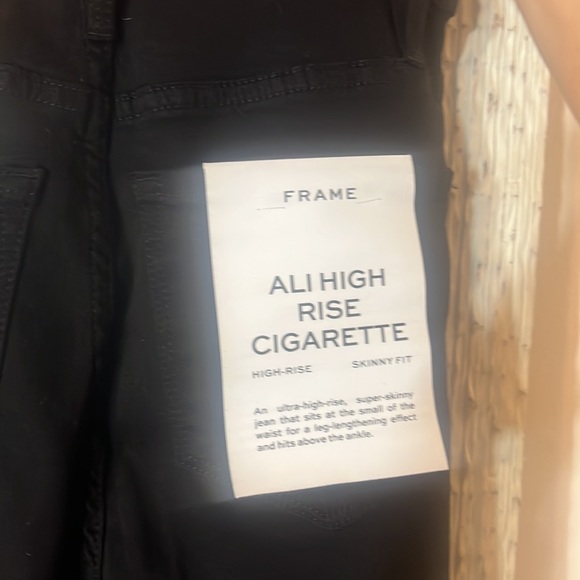 FRAME
ALI HIGH
RISE
CIGARETTE
HIGH-RISE SKINNY FIT
An ultra-high-rise, super-skinny
jean that sits at the small of the
waist for a leg-lengthening effect
and hits above the ankle.